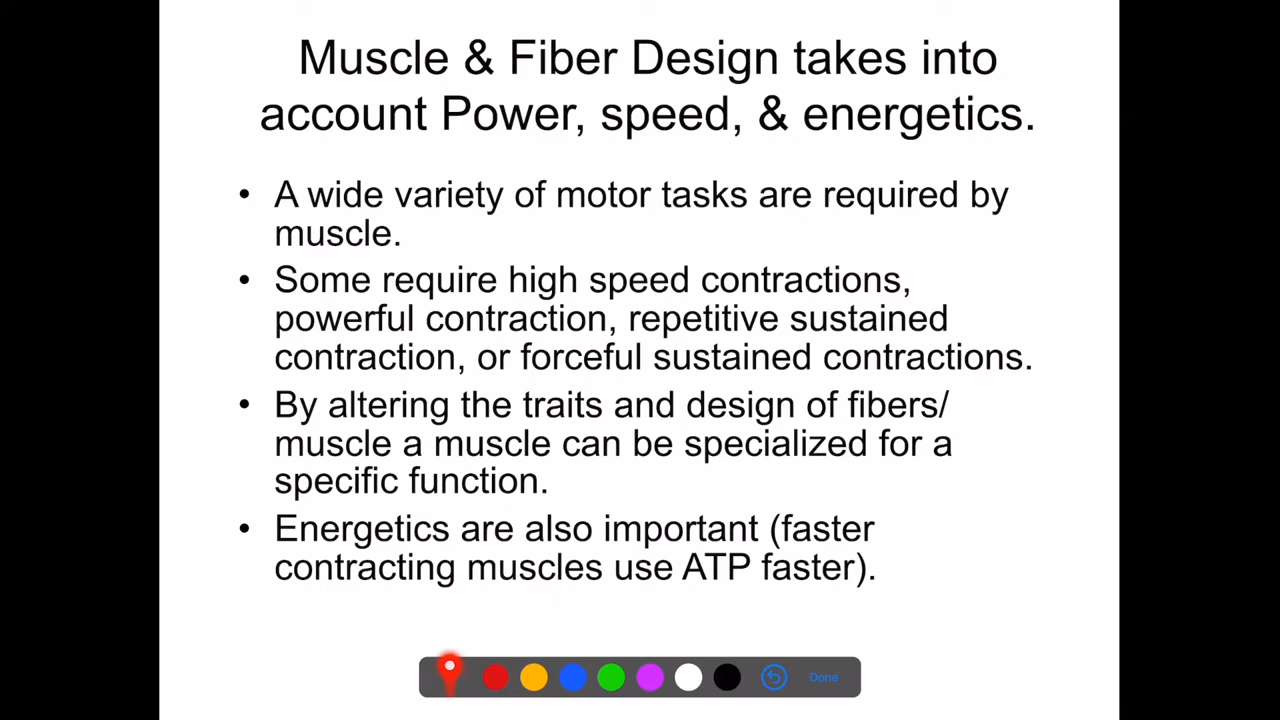 Muscle & Fiber Design takes into
account Power, speed, & energetics.
• A wide variety of motor tasks are required by
muscle.
• Some require high speed contractions,
powerful contraction, repetitive sustained
contraction, or forceful sustained contractions.
• By altering the traits and design of fibers/
muscle a muscle can be specialized for a
specific function.
• Energetics are also important (faster
contracting muscles use ATP faster).
Done